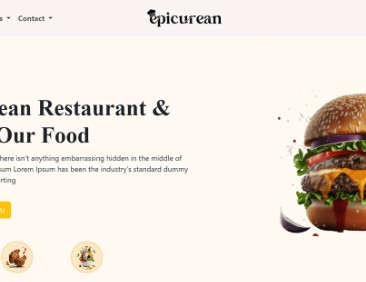 s Contact epicurean
ean Restaurant &
Our Food
here isn't anything embarrassing hidden in the middle of
sum Lorem Ipsum has been the industry's standard dummy
rting
U